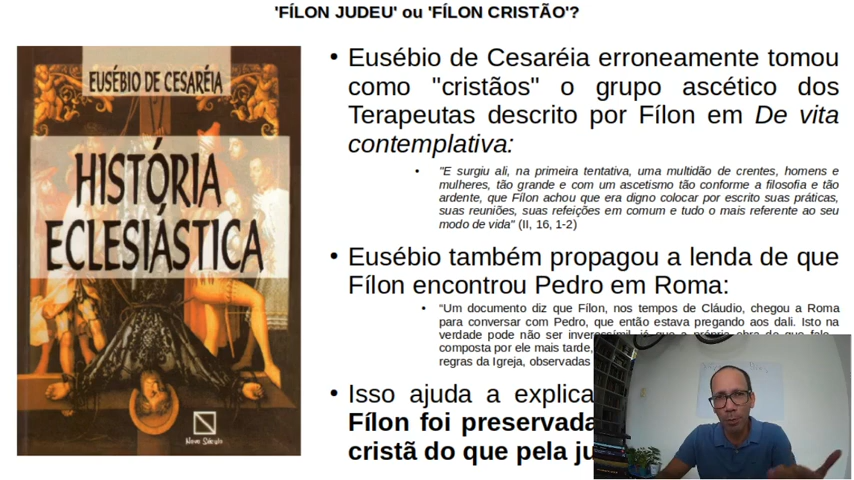 'FÍLON JUDEU' ou 'FÍLON CRISTÃO'?
EUSÉBIO DE CESARÉIA
HISTÓRIA
ECLESIÁSTICA
Novo Século
• Eusébio de Cesaréia erroneamente tomou
como "cristãos" o grupo ascético dos
Terapeutas descrito por Fílon em De vita
contemplativa:
• "E surgiu ali, na primeira tentativa, uma multidão de crentes, homens e
mulheres, tão grande e com um ascetismo tão conforme a filosofia e tão
ardente, que Fílon achou que era digno colocar por escrito suas práticas,
suas reuniões, suas refeições em comum e tudo o mais referente ao seu
modo de vida" (II, 16, 1-2)
• Eusébio também propagou a lenda de que
Fílon encontrou Pedro em Roma:
• "Um documento diz que Fílon, nos tempos de Cláudio, chegou a Roma
para conversar com Pedro, que então estava pregando aos dali. Isto na
verdade pode não ser
composta por ele mais tarde,
regras da Igreja, observadas
• Isso ajuda a
Fílon foi
cristã do que pela